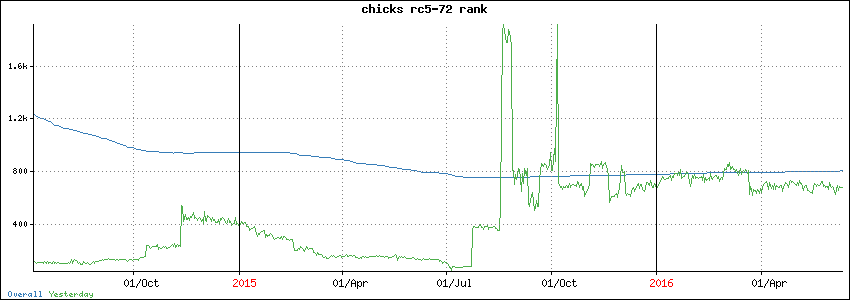 chicks rc5-72 rank
1.6k
1.2k
800
400
01/Oct 2015 01/Apr 01/Jul 01/Oct 2016 01/Apr
Overall Yesterday